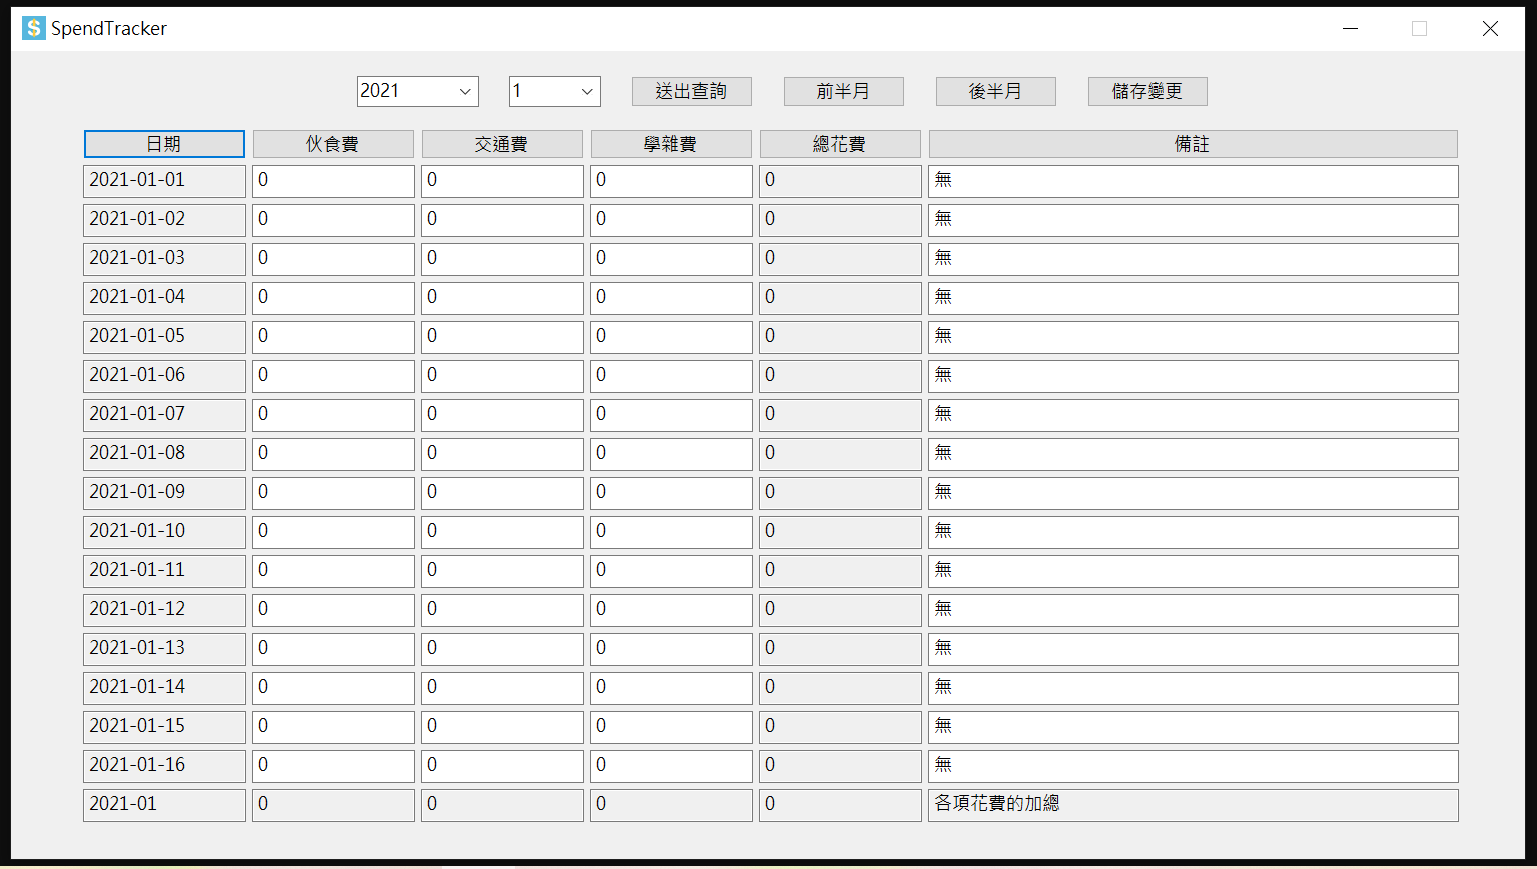 SpendTracker
2021 1 送出查詢 前半月 後半月 儲存變更
日期 伙食費 交通費 學雜費 總花費 備註
2021-01-01 0 0 0 0 無
2021-01-02 0 0 0 0 無
2021-01-03 0 0 0 0 無
2021-01-04 0 0 0 0 無
2021-01-05 0 0 0 0 無
2021-01-06 0 0 0 0 無
2021-01-07 0 0 0 0 無
2021-01-08 0 0 0 0 無
2021-01-09 0 0 0 0 無
2021-01-10 0 0 0 0 無
2021-01-11 0 0 0 0 無
2021-01-12 0 0 0 0 無
2021-01-13 0 0 0 0 無
2021-01-14 0 0 0 0 無
2021-01-15 0 0 0 0 無
2021-01-16 0 0 0 0 無
2021-01 0 0 0 0 各項花費的加總